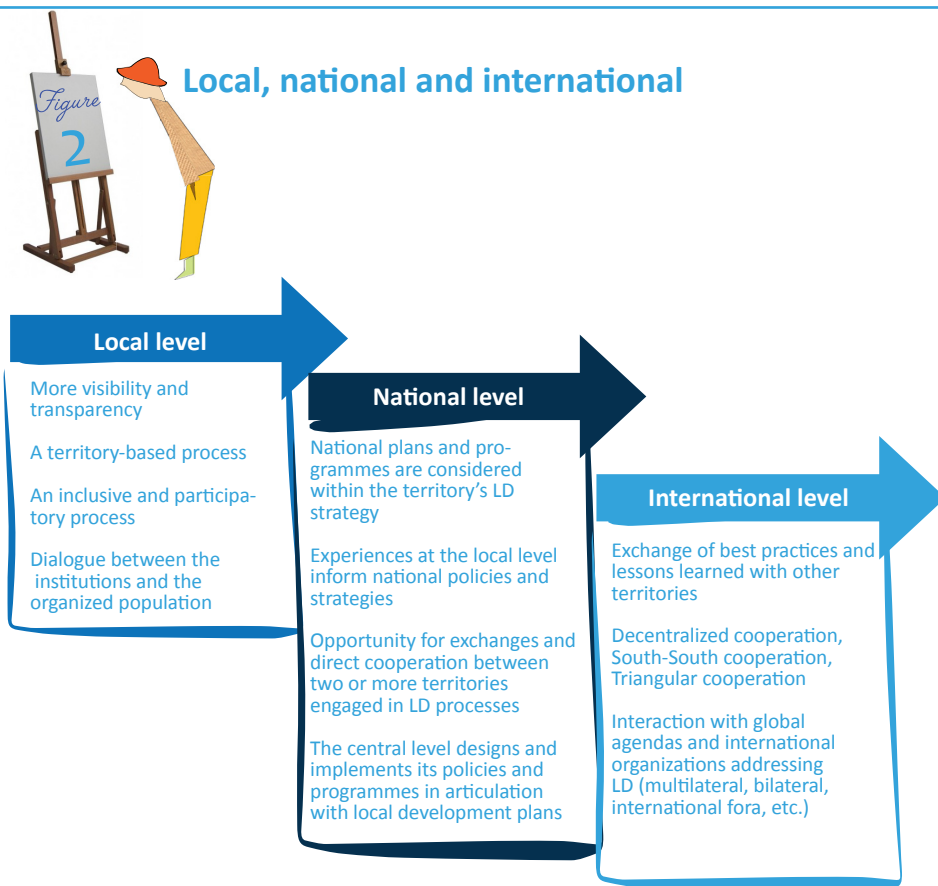 Figure
2
Local, national and international
Local level
More visibility and
transparency
A territory-based process
An inclusive and participa-
tory process
Dialogue between the
institutions and the
organized population
National level
National plans and pro-
grammes are considered
within the territory's LD
strategy
Experiences at the local level
inform national policies and
strategies
Opportunity for exchanges and
direct cooperation between
two or more territories
engaged in LD processes
The central level designs and
implements its policies and
programmes in articulation
with local development plans
International level
Exchange of best practices and
lessons learned with other
territories
Decentralized cooperation,
South-South cooperation,
Triangular cooperation
Interaction with global
agendas and international
organizations addressing
LD (multilateral, bilateral,
international fora, etc.)